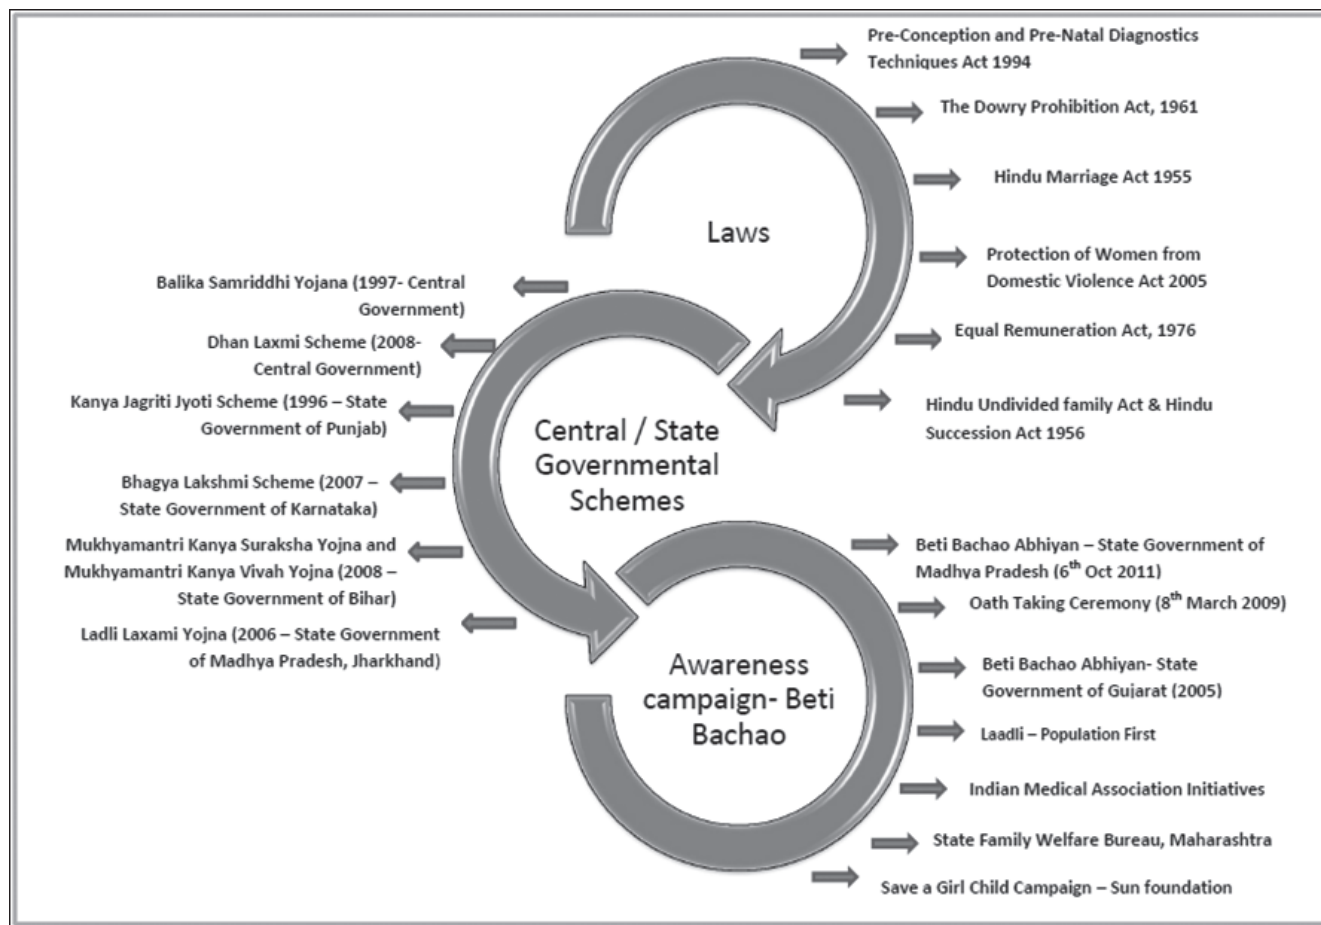 Pre-Conception and Pre-Natal Diagnostics
Techniques Act 1994
The Dowry Prohibition Act, 1961
Hindu Marriage Act 1955
Laws
Protection of Women from
Domestic Violence Act 2005
Equal Remuneration Act, 1976
Hindu Undivided family Act & Hindu
Succession Act 1956
Balika Samriddhi Yojana (1997- Central
Government)
Dhan Laxmi Scheme (2008-
Central Government)
Kanya Jagriti Jyoti Scheme (1996 – State
Government of Punjab)
Central / State
Governmental
Schemes
Bhagya Lakshmi Scheme (2007 –
State Government of Karnataka)
Mukhyamantri Kanya Suraksha Yojna and
Mukhyamantri Kanya Vivah Yojna (2008 –
State Government of Bihar)
Ladli Laxami Yojna (2006 – State Government
of Madhya Pradesh, Jharkhand)
Beti Bachao Abhiyan – State Government of
Madhya Pradesh (6th Oct 2011)
Oath Taking Ceremony (8th March 2009)
Awareness
campaign- Beti
Bachao
Beti Bachao Abhiyan- State
Government of Gujarat (2005)
Laadli – Population First
Indian Medical Association Initiatives
State Family Welfare Bureau, Maharashtra
Save a Girl Child Campaign – Sun foundation